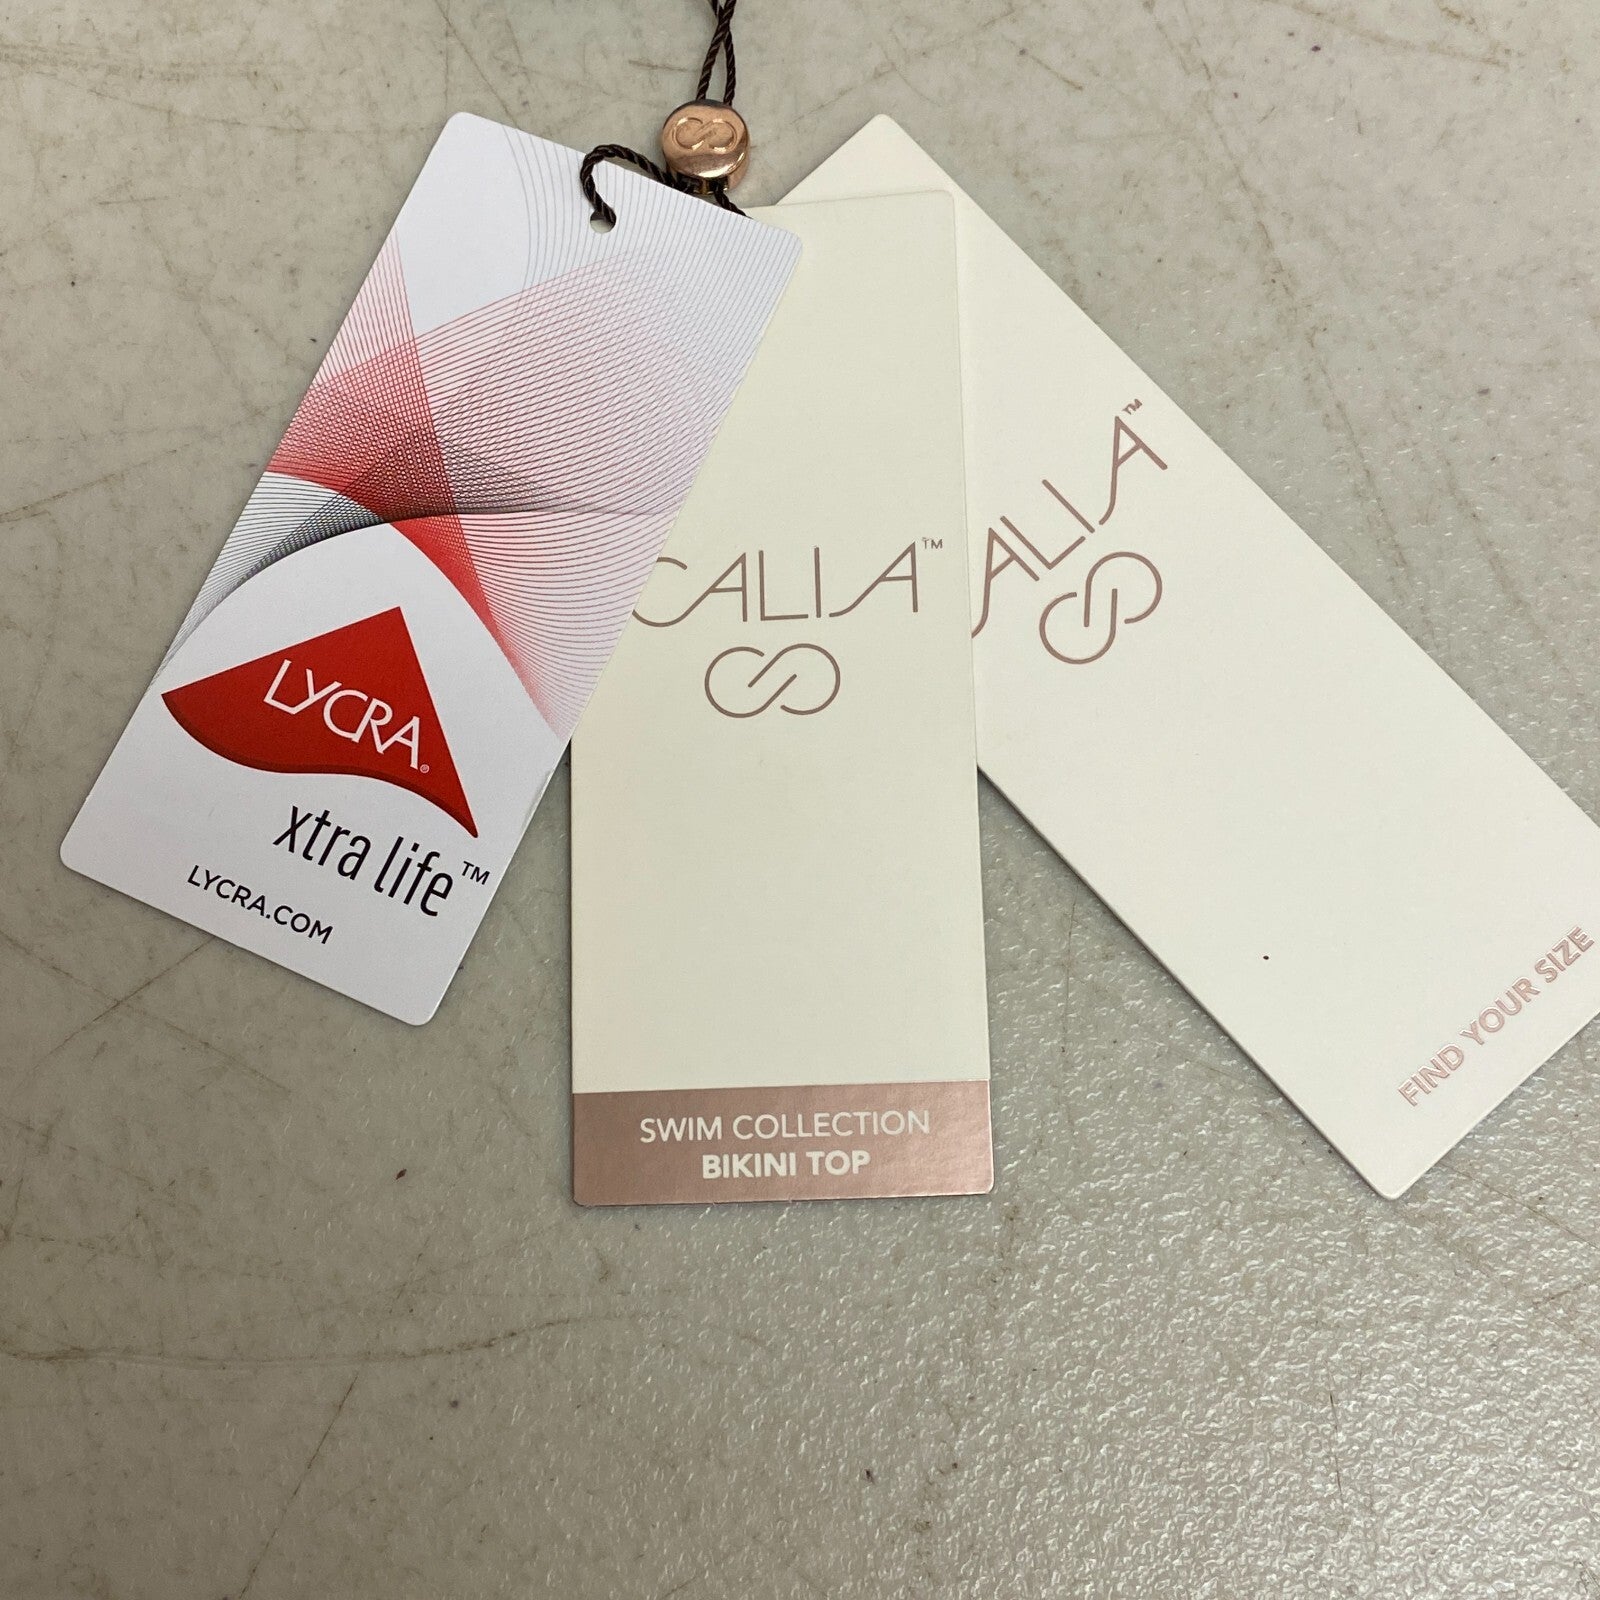 LYCRA®
xtra life™
LYCRA.COM
CALIA™
SWIM COLLECTION
BIKINI TOP
ALIA™
FIND YOUR SIZE